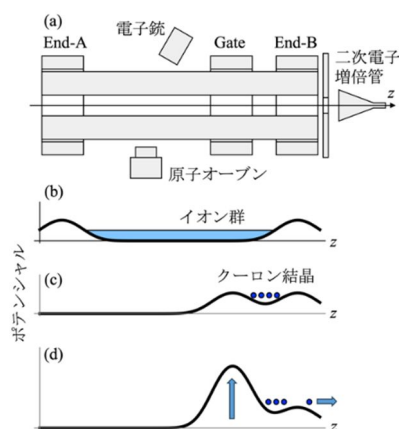 (a)
電子銃
End-A
Gate
End-B
二次電子
増倍管
z
原子オーブン
(b)
イオン群
z
ポテンシャル
(c)
クーロン結晶
z
(d)
z